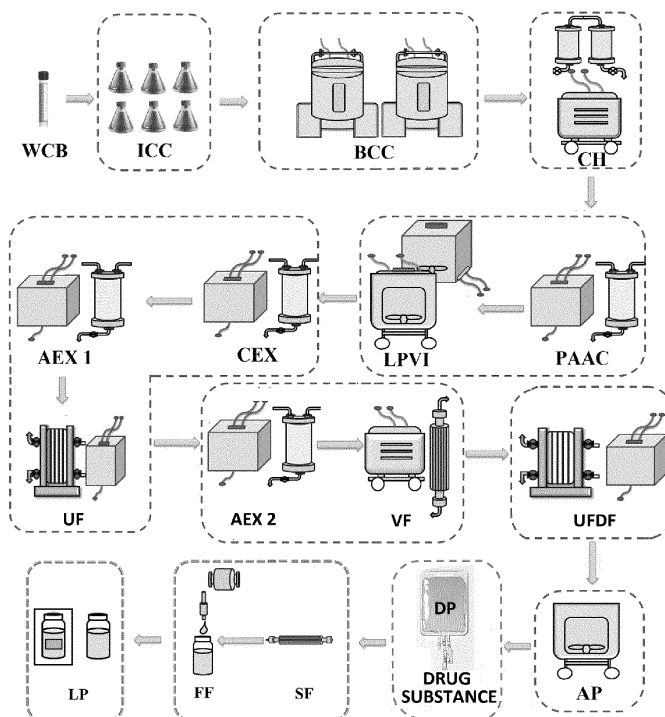 WCB
ICC
BCC
CH
AEX 1
CEX
LPVI
PAAC
UF
AEX 2
VF
UFDF
LP
FF
SF
DP
DRUG
SUBSTANCE
AP